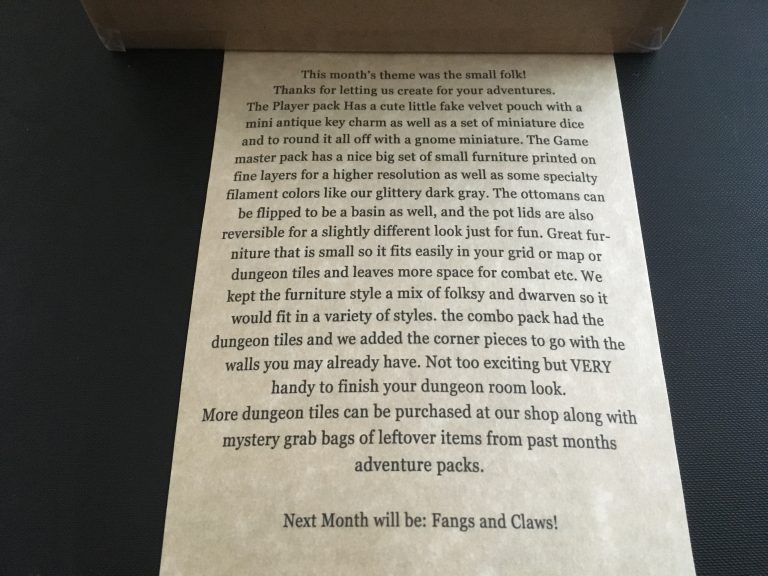 This month's theme was the small folk!
Thanks for letting us create for your adventures.
The Player pack Has a cute little fake velvet pouch with a
mini antique key charm as well as a set of miniature dice
and to round it all off with a gnome miniature. The Game
master pack has a nice big set of small furniture printed on
fine layers for a higher resolution as well as some specialty
filament colors like our glittery dark gray. The ottomans can
be flipped to be a basin as well, and the pot lids are also
reversible for a slightly different look just for fun. Great fur-
niture that is small so it fits easily in your grid or map or
dungeon tiles and leaves more space for combat etc. We
kept the furniture style a mix of folksy and dwarven so it
would fit in a variety of styles. the combo pack had the
dungeon tiles and we added the corner pieces to go with the
walls you may already have. Not too exciting but VERY
handy to finish your dungeon room look.
More dungeon tiles can be purchased at our shop along with
mystery grab bags of leftover items from past months
adventure packs.
Next Month will be: Fangs and Claws!